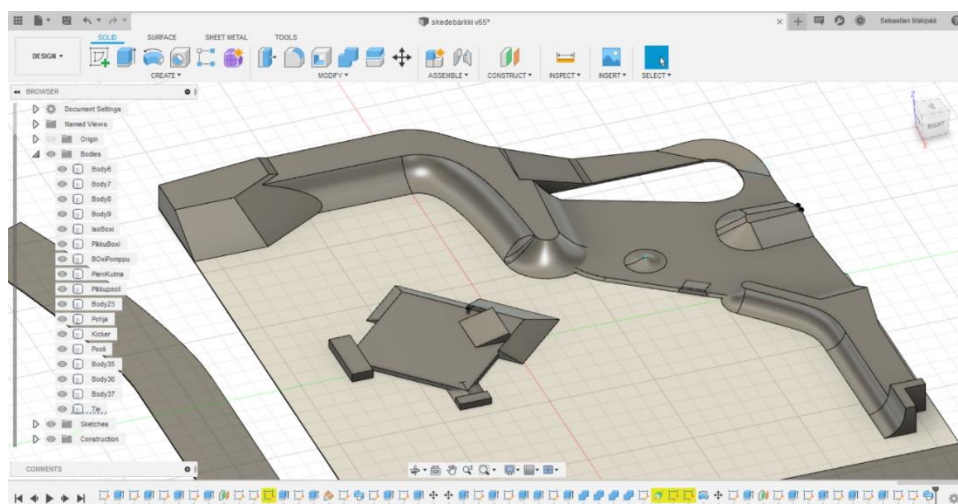 skedebärkki v65*
Sebastian Mäkipää
SOLID SURFACE SHEET METAL TOOLS
DESIGN
CREATE MODIFY ASSEMBLE CONSTRUCT INSPECT INSERT SELECT
BROWSER
Document Settings
Named Views
Origin
Bodies
Body6
Body7
Body8
Body9
IsoBoxi
PikkuBoxi
BOxiPomppu
PieniKulma
Pikkupooli
Body23
Pohja
Kicker
Pooli
Body35
Body36
Body37
Tie
Sketches
Construction
COMMENTS
Z
RIGHT